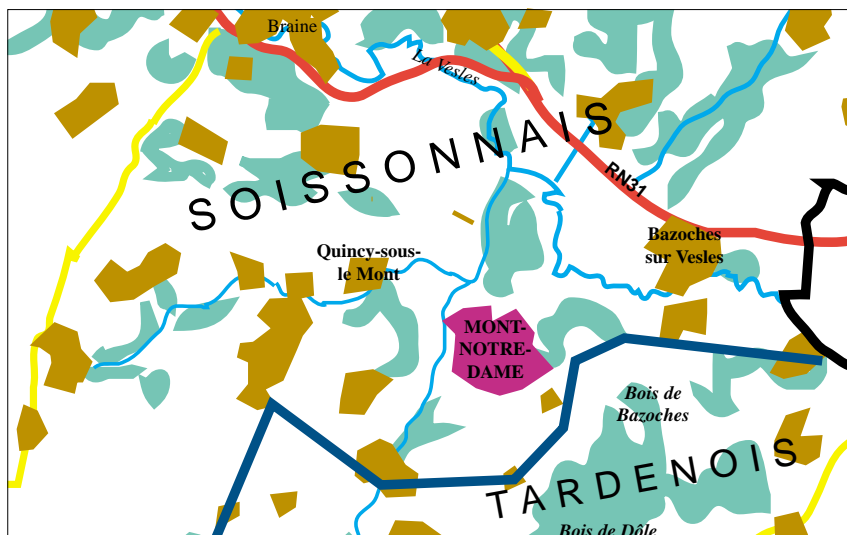 Braine
La Vesles
SOISSONNAIS
RN31
Quincy-sous-
le Mont
Bazoches
sur Vesles
MONT-
NOTRE-
DAME
Bois de
Bazoches
TARDENOIS
Bois de Dôle